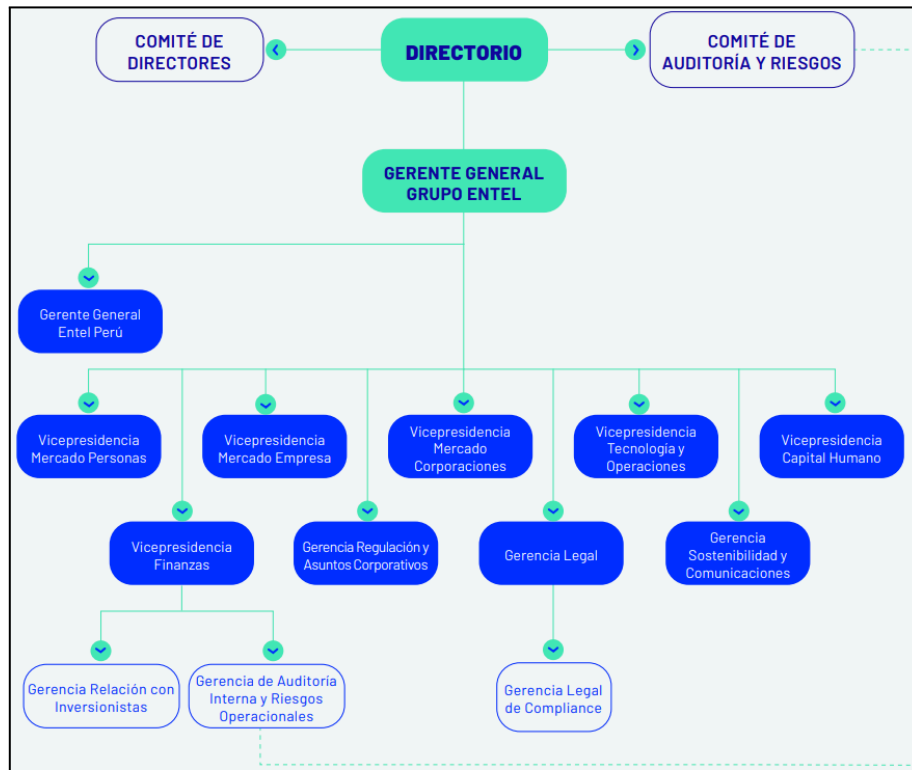 COMITÉ DE
DIRECTORES
DIRECTORIO
COMITÉ DE
AUDITORÍA Y RIESGOS
GERENTE GENERAL
GRUPO ENTEL
Gerente General
Entel Perú
Vicepresidencia
Mercado Personas
Vicepresidencia
Mercado Empresa
Vicepresidencia
Mercado
Corporaciones
Vicepresidencia
Tecnología y
Operaciones
Vicepresidencia
Capital Humano
Vicepresidencia
Finanzas
Gerencia Regulación y
Asuntos Corporativos
Gerencia Legal
Gerencia
Sostenibilidad y
Comunicaciones
Gerencia Relación con
Inversionistas
Gerencia de Auditoría
Interna y Riesgos
Operacionales
Gerencia Legal
de Compliance